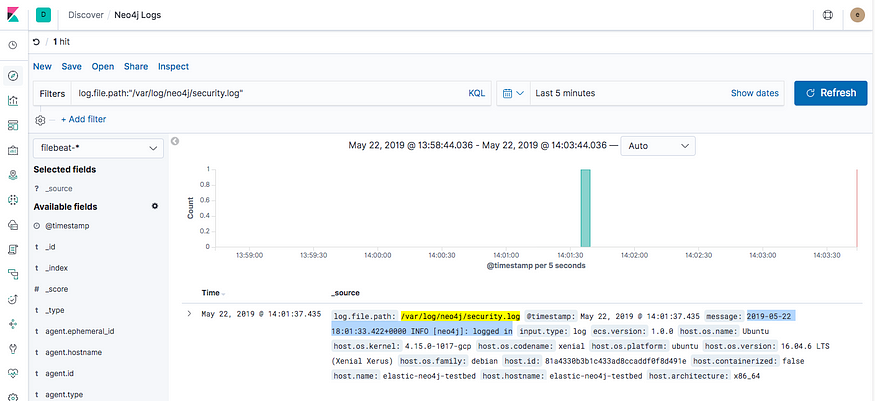 D Discover / Neo4j Logs e
/ 1 hit
New Save Open Share Inspect
Filters log.file.path:"/var/log/neo4j/security.log" KQL Last 5 minutes Show dates Refresh
+ Add filter
filebeat-* May 22, 2019 @ 13:58:44.036 - May 22, 2019 @ 14:03:44.036 — Auto
Selected fields
? _source
Available fields
t @timestamp
t _id
t _index
# _score
t _type
t agent.ephemeral_id
t agent.hostname
t agent.id
t agent.type
Count
1
0.8
0.6
0.4
0.2
0
13:59:00 13:59:30 14:00:00 14:00:30 14:01:00 14:01:30 14:02:00 14:02:30 14:03:00 14:03:30
@timestamp per 5 seconds
Time _source
May 22, 2019 @ 14:01:37.435 log.file.path: /var/log/neo4j/security.log @timestamp: May 22, 2019 @ 14:01:37.435 message: 2019-05-22
18:01:33.422+0000 INFO [neo4j]: logged in input.type: log ecs.version: 1.0.0 host.os.name: Ubuntu
host.os.kernel: 4.15.0-1017-gcp host.os.codename: xenial host.os.platform: ubuntu host.os.version: 16.04.6 LTS
(Xenial Xerus) host.os.family: debian host.id: 81a4330b3b1c433ad8ccaddf0f8d491e host.containerized: false
host.name: elastic-neo4j-testbed host.hostname: elastic-neo4j-testbed host.architecture: x86_64